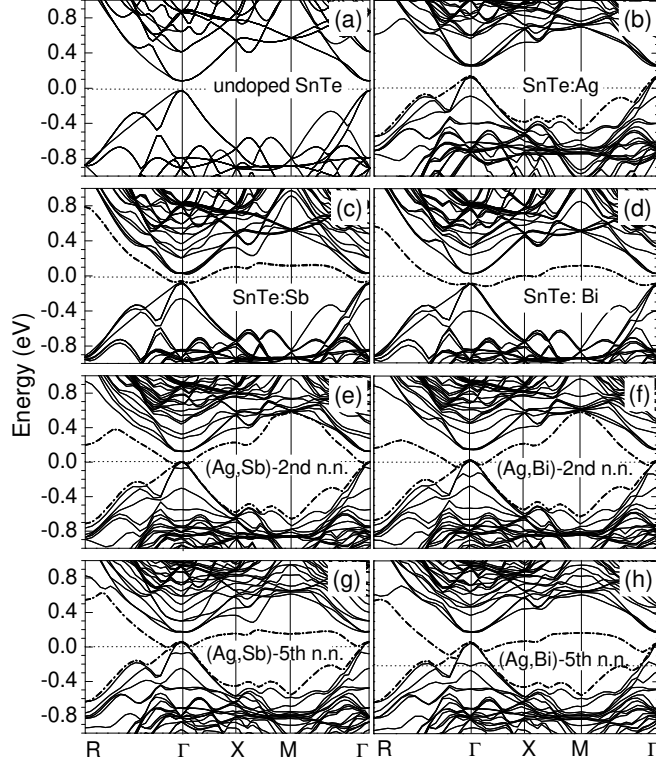 (a)
(b)
0.8
0.4
0.0
-0.4
-0.8
undoped SnTe
SnTe:Ag
(c)
(d)
0.8
0.4
0.0
-0.4
-0.8
SnTe:Sb
SnTe: Bi
Energy (eV)
(e)
(f)
0.8
0.4
0.0
-0.4
-0.8
(Ag,Sb)-2nd n.n.
(Ag,Bi)-2nd n.n.
(g)
(h)
0.8
0.4
0.0
-0.4
-0.8
(Ag,Sb)-5th n.n.
(Ag,Bi)-5th n.n.
R Γ X M Γ
R Γ X M Γ